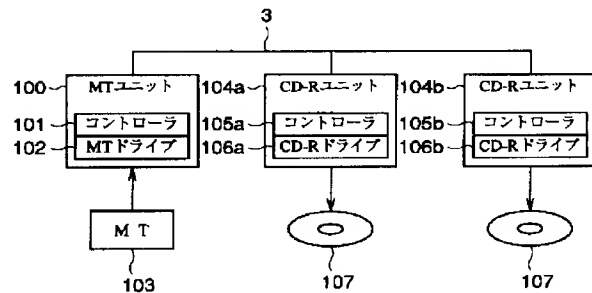 3
100
MTユニット
104a
CD-Rユニット
104b
CD-Rユニット
101
コントローラ
105a
コントローラ
105b
コントローラ
102
MTドライブ
106a
CD-Rドライブ
106b
CD-Rドライブ
M T
103
107
107